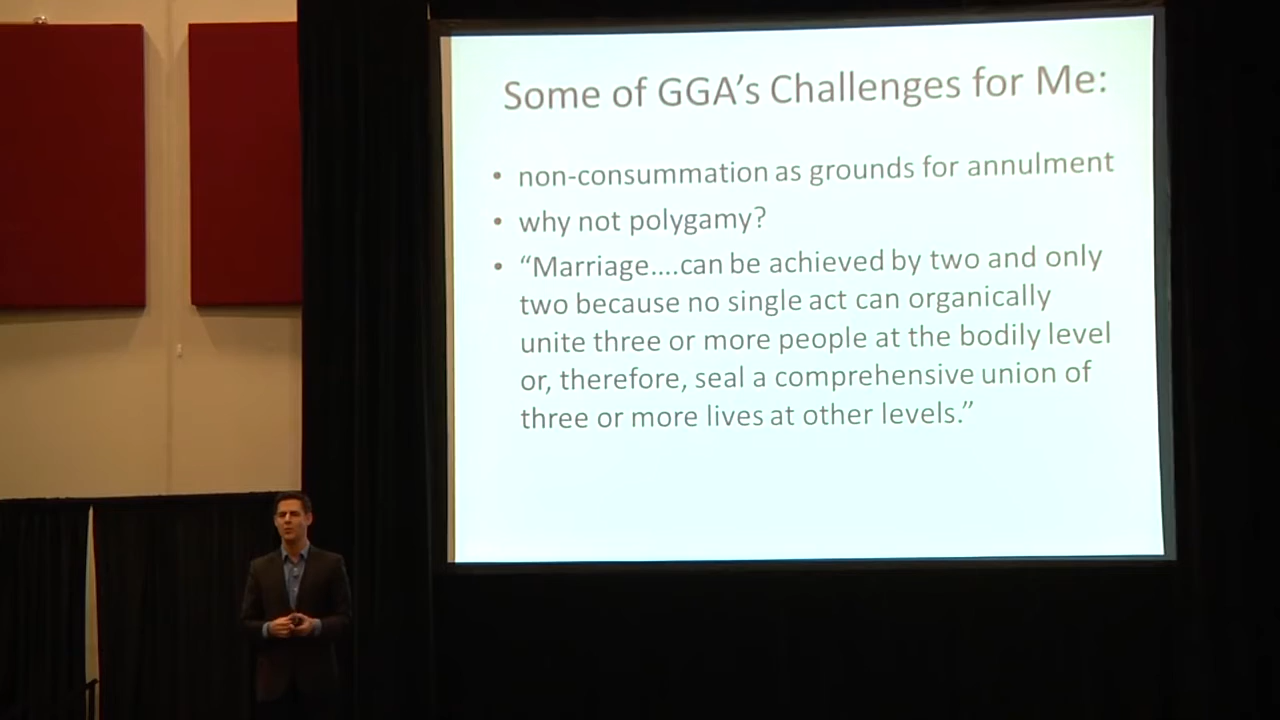 Some of GGA's Challenges for Me:
• non-consummation as grounds for annulment
• why not polygamy?
• “Marriage....can be achieved by two and only
two because no single act can organically
unite three or more people at the bodily level
or, therefore, seal a comprehensive union of
three or more lives at other levels.”